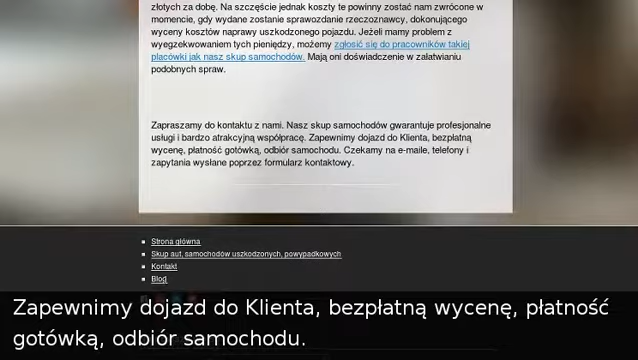 złotych za dobę. Na szczęście jednak koszty te powinny zostać nam zwrócone w
momencie, gdy wydane zostanie sprawozdanie rzeczoznawcy, dokonującego
wyceny kosztów naprawy uszkodzonego pojazdu. Jeżeli mamy problem z
wyegzekwowaniem tych pieniędzy, możemy zgłosić się do pracowników takiej
placówki jak nasz skup samochodów. Mają oni doświadczenie w załatwianiu
podobnych spraw.
Zapraszamy do kontaktu z nami. Nasz skup samochodów gwarantuje profesjonalne
usługi i bardzo atrakcyjną współpracę. Zapewnimy dojazd do Klienta, bezpłatną
wycenę, płatność gotówką, odbiór samochodu. Czekamy na e-maile, telefony i
zapytania wysłane poprzez formularz kontaktowy.
Strona główna
Skup aut, samochodów uszkodzonych, powypadkowych
Kontakt
Blog
Zapewnimy dojazd do Klienta, bezpłatną wycenę, płatność
gotówką, odbiór samochodu.